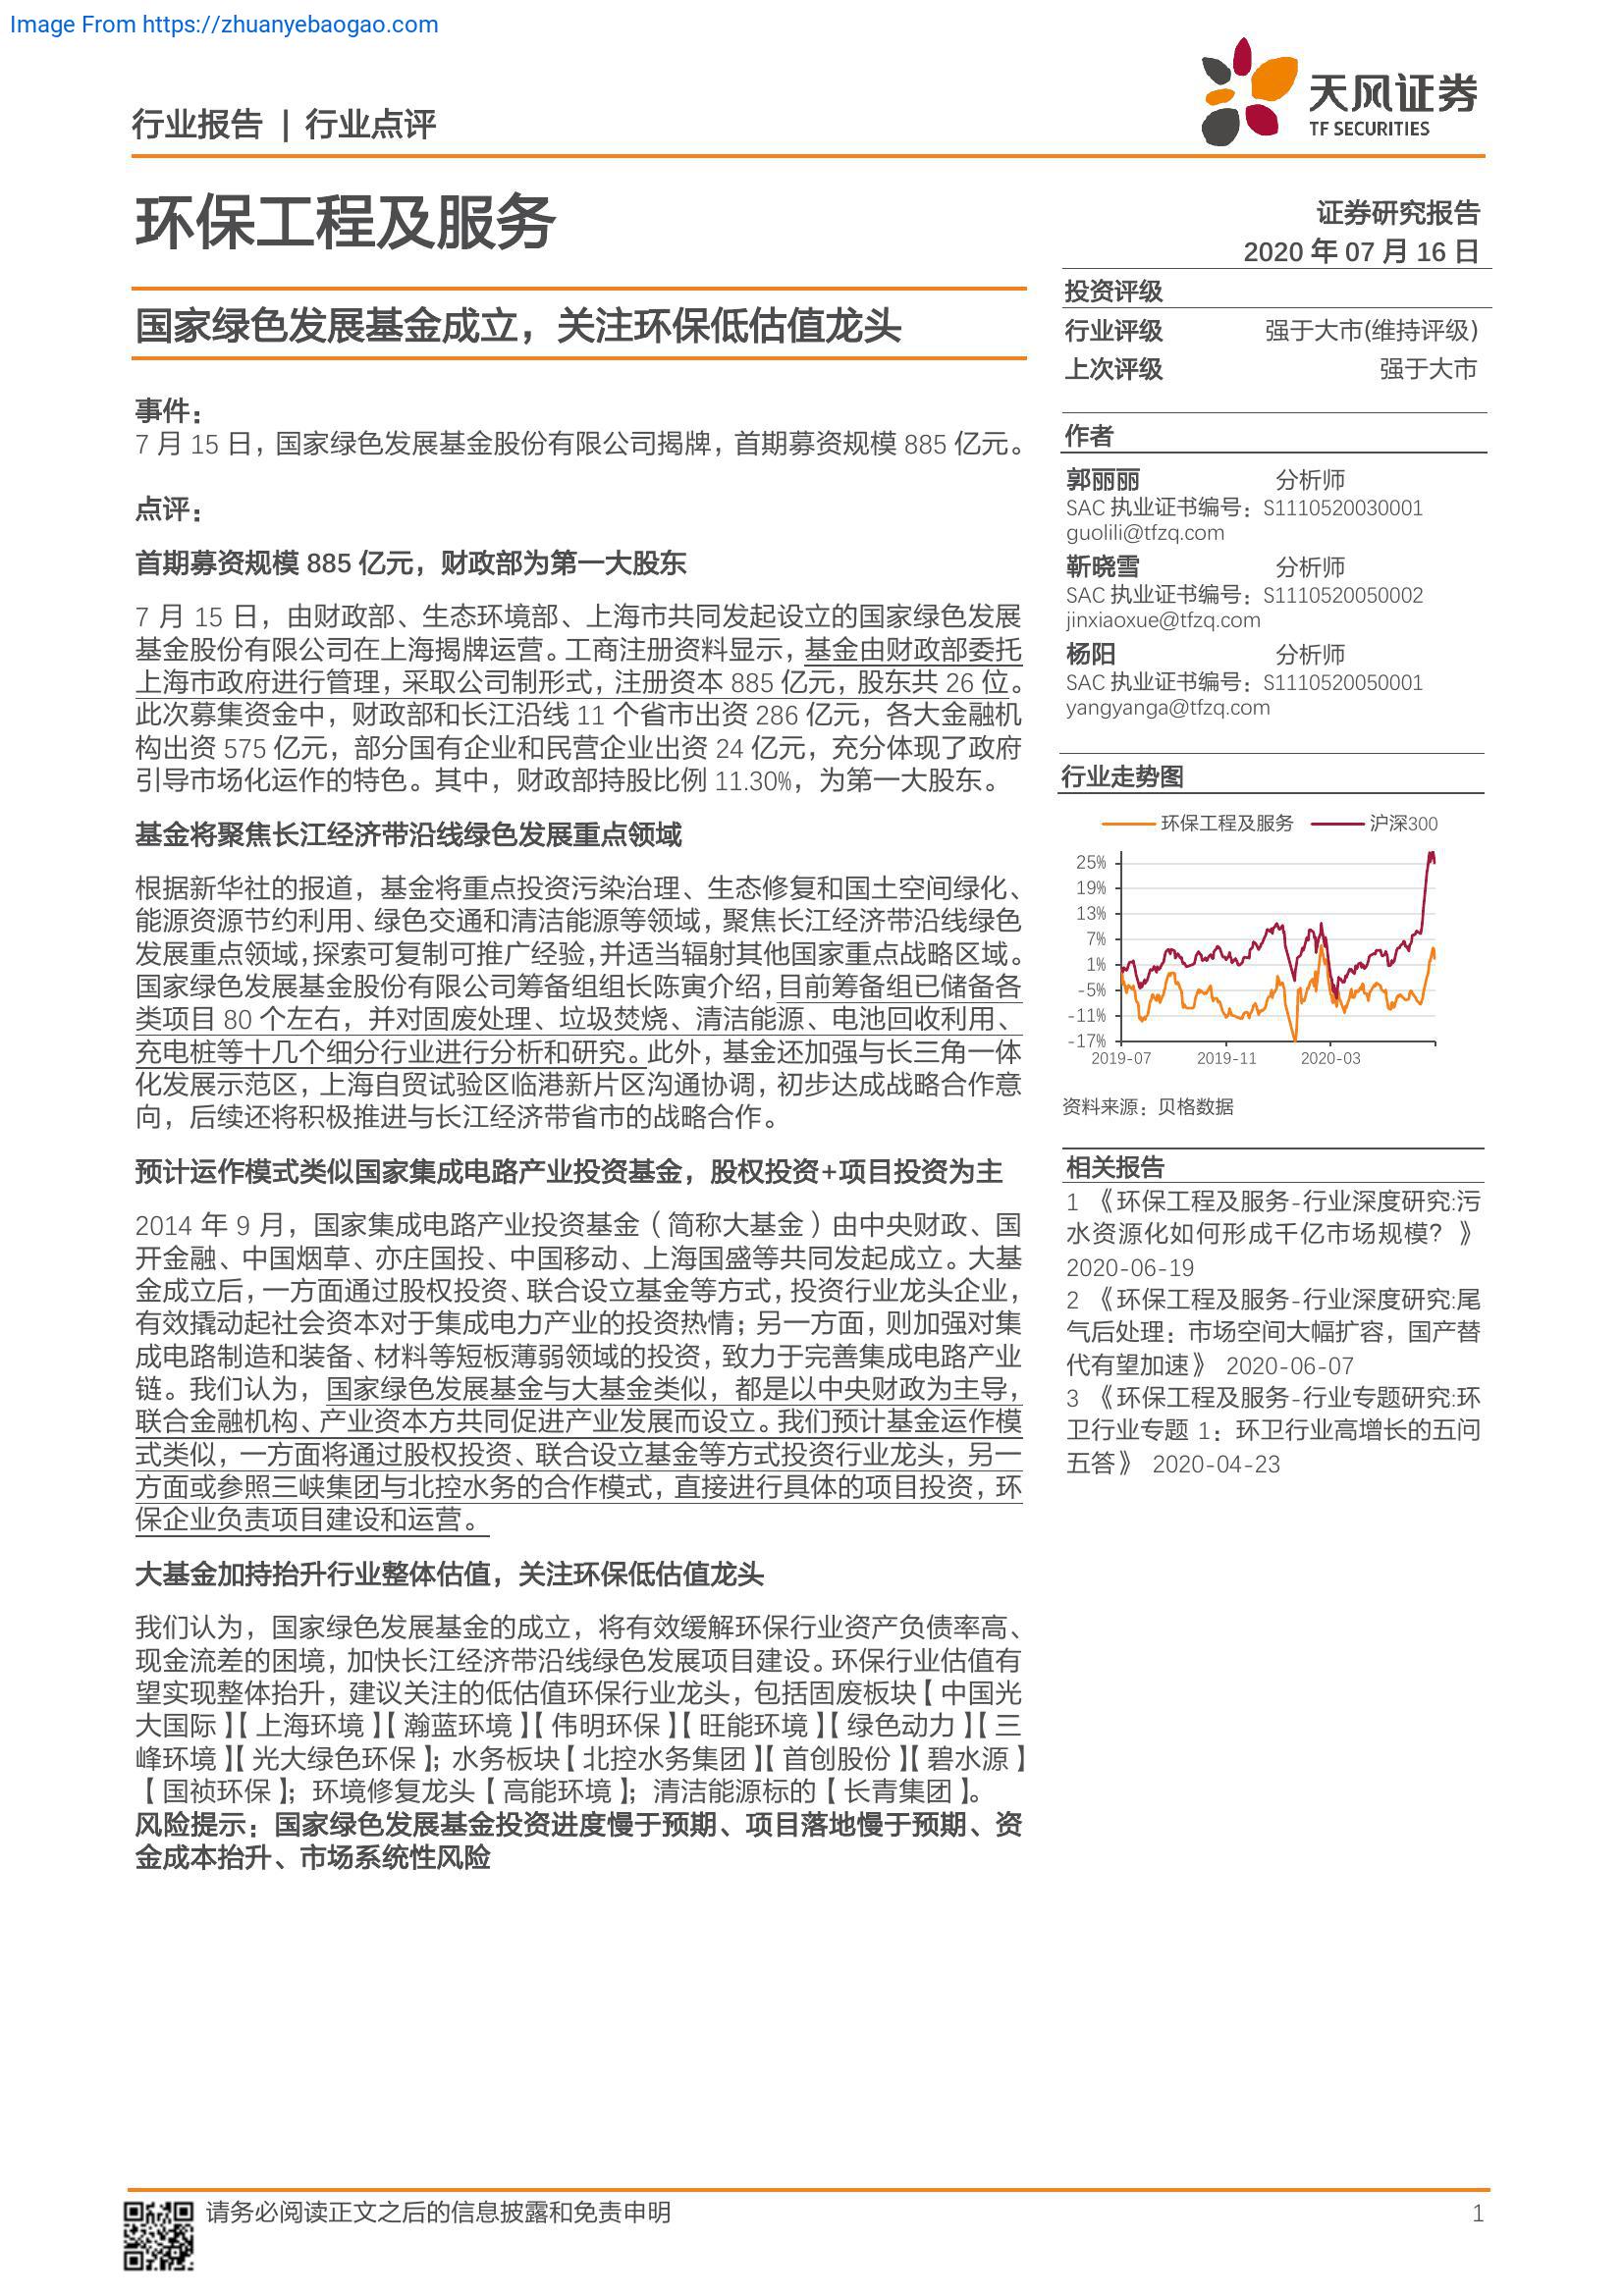 Image From https://zhuanyebaogao.com
天风证券
TF SECURITIES
行业报告 | 行业点评
环保工程及服务
证券研究报告
2020 年 07 月 16 日
国家绿色发展基金成立，关注环保低估值龙头
事件：
7 月 15 日，国家绿色发展基金股份有限公司揭牌，首期募资规模 885 亿元。
点评：
首期募资规模 885 亿元，财政部为第一大股东
7 月 15 日，由财政部、生态环境部、上海市共同发起设立的国家绿色发展
基金股份有限公司在上海揭牌运营。工商注册资料显示，基金由财政部委托
上海市政府进行管理，采取公司制形式，注册资本 885 亿元，股东共 26 位。
此次募集资金中，财政部和长江沿线 11 个省市出资 286 亿元，各大金融机
构出资 575 亿元，部分国有企业和民营企业出资 24 亿元，充分体现了政府
引导市场化运作的特色。其中，财政部持股比例 11.30%，为第一大股东。
基金将聚焦长江经济带沿线绿色发展重点领域
根据新华社的报道，基金将重点投资污染治理、生态修复和国土空间绿化、
能源资源节约利用、绿色交通和清洁能源等领域，聚焦长江经济带沿线绿色
发展重点领域，探索可复制可推广经验，并适当辐射其他国家重点战略区域。
国家绿色发展基金股份有限公司筹备组组长陈寅介绍，目前筹备组已储备各
类项目 80 个左右，并对固废处理、垃圾焚烧、清洁能源、电池回收利用、
充电桩等十几个细分行业进行分析和研究。此外，基金还加强与长三角一体
化发展示范区，上海自贸试验区临港新片区沟通协调，初步达成战略合作意
向，后续还将积极推进与长江经济带省市的战略合作。
预计运作模式类似国家集成电路产业投资基金，股权投资+项目投资为主
2014 年 9 月，国家集成电路产业投资基金（简称大基金）由中央财政、国
开金融、中国烟草、亦庄国投、中国移动、上海国盛等共同发起成立。大基
金成立后，一方面通过股权投资、联合设立基金等方式，投资行业龙头企业，
有效撬动起社会资本对于集成电力产业的投资热情；另一方面，则加强对集
成电路制造和装备、材料等短板薄弱领域的投资，致力于完善集成电路产业
链。我们认为，国家绿色发展基金与大基金类似，都是以中央财政为主导，
联合金融机构、产业资本方共同促进产业发展而设立。我们预计基金运作模
式类似，一方面将通过股权投资、联合设立基金等方式投资行业龙头，另一
方面或参照三峡集团与北控水务的合作模式，直接进行具体的项目投资，环
保企业负责项目建设和运营。
大基金加持抬升行业整体估值，关注环保低估值龙头
我们认为，国家绿色发展基金的成立，将有效缓解环保行业资产负债率高、
现金流差的困境，加快长江经济带沿线绿色发展项目建设。环保行业估值有
望实现整体抬升，建议关注的低估值环保行业龙头，包括固废板块【中国光
大国际】【上海环境】【瀚蓝环境】【伟明环保】【旺能环境】【绿色动力】【三
峰环境】【光大绿色环保】；水务板块【北控水务集团】【首创股份】【碧水源】
【国祯环保】；环境修复龙头【高能环境】；清洁能源标的【长青集团】。
风险提示：国家绿色发展基金投资进度慢于预期、项目落地慢于预期、资
金成本抬升、市场系统性风险
投资评级
行业评级 强于大市(维持评级)
上次评级 强于大市
作者
郭丽丽 分析师
SAC 执业证书编号：S1110520030001
guolili@tfzq.com
靳晓雪 分析师
SAC 执业证书编号：S1110520050002
jinxiaoxue@tfzq.com
杨阳 分析师
SAC 执业证书编号：S1110520050001
yangyanga@tfzq.com
行业走势图
环保工程及服务 沪深300
25%
19%
13%
7%
1%
-5%
-11%
-17%
2019-07 2019-11 2020-03
资料来源：贝格数据
相关报告
1 《环保工程及服务-行业深度研究:污
水资源化如何形成千亿市场规模？》
2020-06-19
2 《环保工程及服务-行业深度研究:尾
气后处理：市场空间大幅扩容，国产替
代有望加速》 2020-06-07
3 《环保工程及服务-行业专题研究:环
卫行业专题 1：环卫行业高增长的五问
五答》 2020-04-23
请务必阅读正文之后的信息披露和免责申明 1